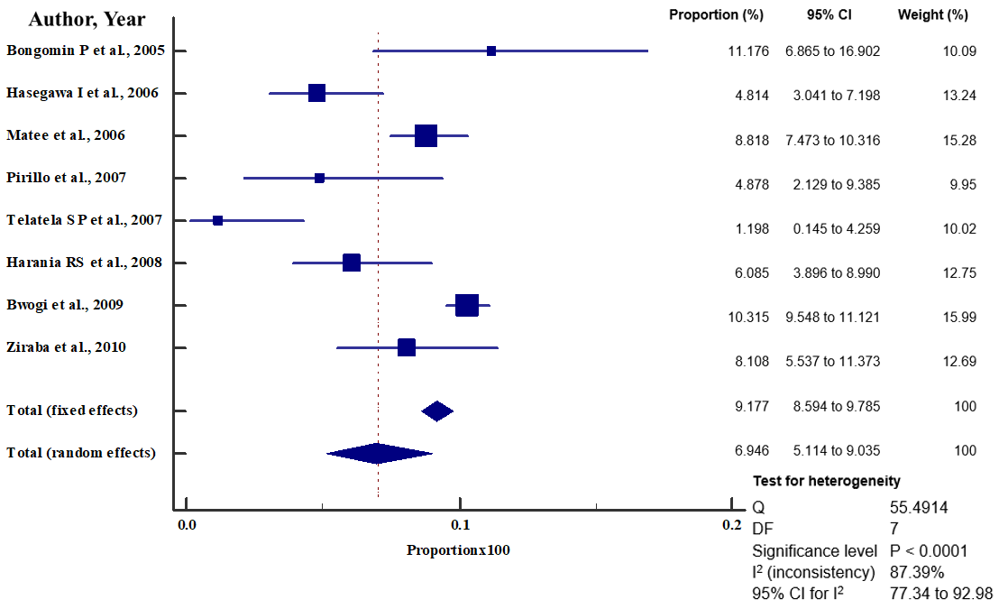 Author, Year Proportion (%) 95% CI Weight (%)
Bongomin P et al., 2005 11.176 6.865 to 16.902 10.09
Hasegawa I et al., 2006 4.814 3.041 to 7.198 13.24
Matee et al. 2006 8.818 7.473 to 10.316 15.28
Pirillo et al., 2007 4.878 2.129 to 9.385 9.95
Telatela S P et al., 2007 1.198 0.145 to 4.259 10.02
Harania RS et al., 2008 6.085 3.896 to 8.990 12.75
Bwogi et al., 2009 10.315 9.548 to 11.121 15.99
Ziraba et al., 2010 8.108 5.537 to 11.373 12.69
Total (fixed effects) 9.177 8.594 to 9.785 100
Total (random effects) 6.946 5.114 to 9.035 100
0.0 0.1 0.2
Proportionx100
Test for heterogeneity
Q 55.4914
DF 7
Significance level P < 0.0001
I² (inconsistency) 87.39%
95% CI for I² 77.34 to 92.98